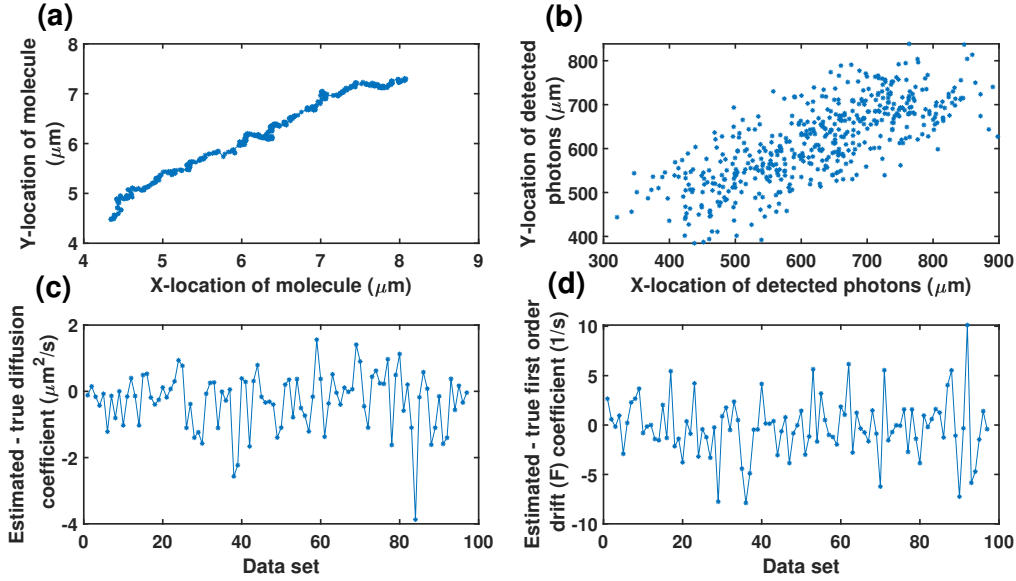 (a)
8
7
6
5
4
4 5 6 7 8 9
Y-location of molecule
(μm)
X-location of molecule (μm)
(b)
800
700
600
500
400
300 400 500 600 700 800 900
Y-location of detected
photons (μm)
X-location of detected photons (μm)
(c)
2
0
-2
-4
0 20 40 60 80 100
Estimated - true diffusion
coefficient (μm²/s)
Data set
(d)
10
5
0
-5
-10
0 20 40 60 80 100
Estimated - true first order
drift (F) coefficient (1/s)
Data set